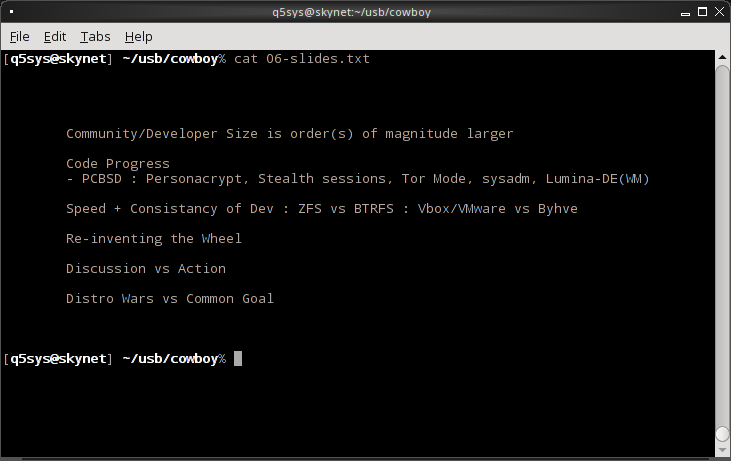 q5sys@skynet:~/usb/cowboy
File Edit Tabs Help
[q5sys@skynet] ~/usb/cowboy% cat 06-slides.txt
Community/Developer Size is order(s) of magnitude larger
Code Progress
- PCBSD : Personacrypt, Stealth sessions, Tor Mode, sysadm, Lumina-DE(WM)
Speed + Consistancy of Dev : ZFS vs BTRFS : Vbox/VMware vs Byhve
Re-inventing the Wheel
Discussion vs Action
Distro Wars vs Common Goal
[q5sys@skynet] ~/usb/cowboy%